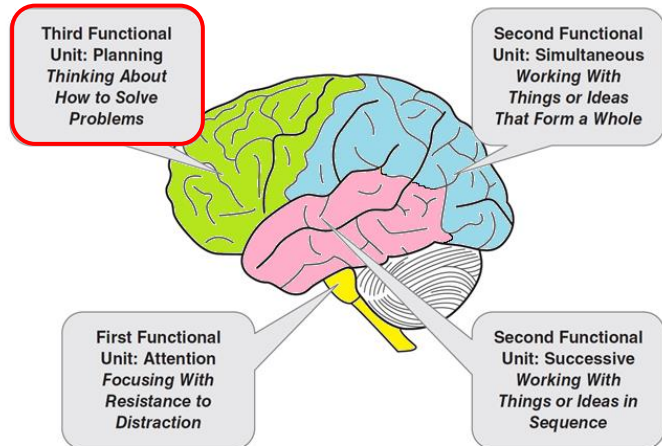 Third Functional
Unit: Planning
Thinking About
How to Solve
Problems
Second Functional
Unit: Simultaneous
Working With
Things or Ideas
That Form a Whole
First Functional
Unit: Attention
Focusing With
Resistance to
Distraction
Second Functional
Unit: Successive
Working With
Things or Ideas in
Sequence